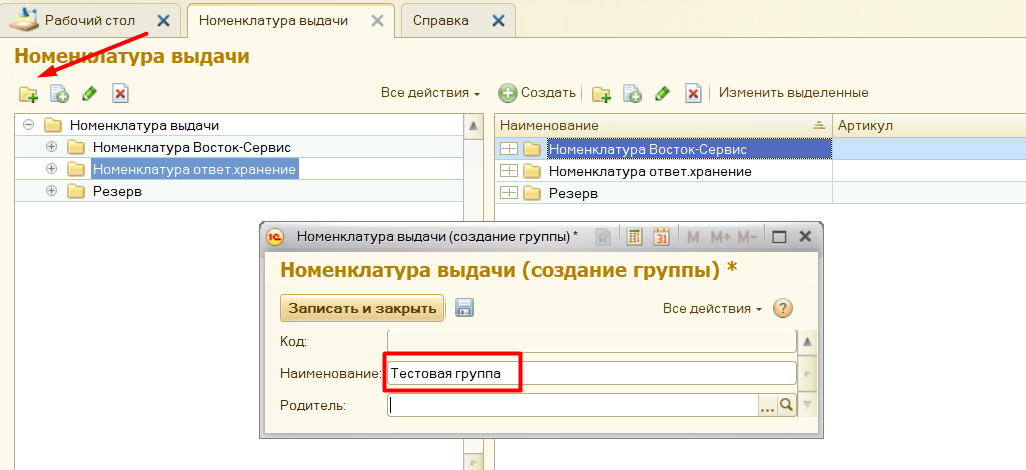 Рабочий стол Номенклатура выдачи Справка
Номенклатура выдачи
Все действия Создать Изменить выделенные
Номенклатура выдачи
Номенклатура Восток-Сервис
Номенклатура ответ.хранение
Резерв
Наименование Артикул
Номенклатура Восток-Сервис
Номенклатура ответ.хранение
Резерв
1С Номенклатура выдачи (создание группы) * 31 M M+ M-
Номенклатура выдачи (создание группы) *
Записать и закрыть Все действия ?
Код:
Наименование: Тестовая группа
Родитель: ...